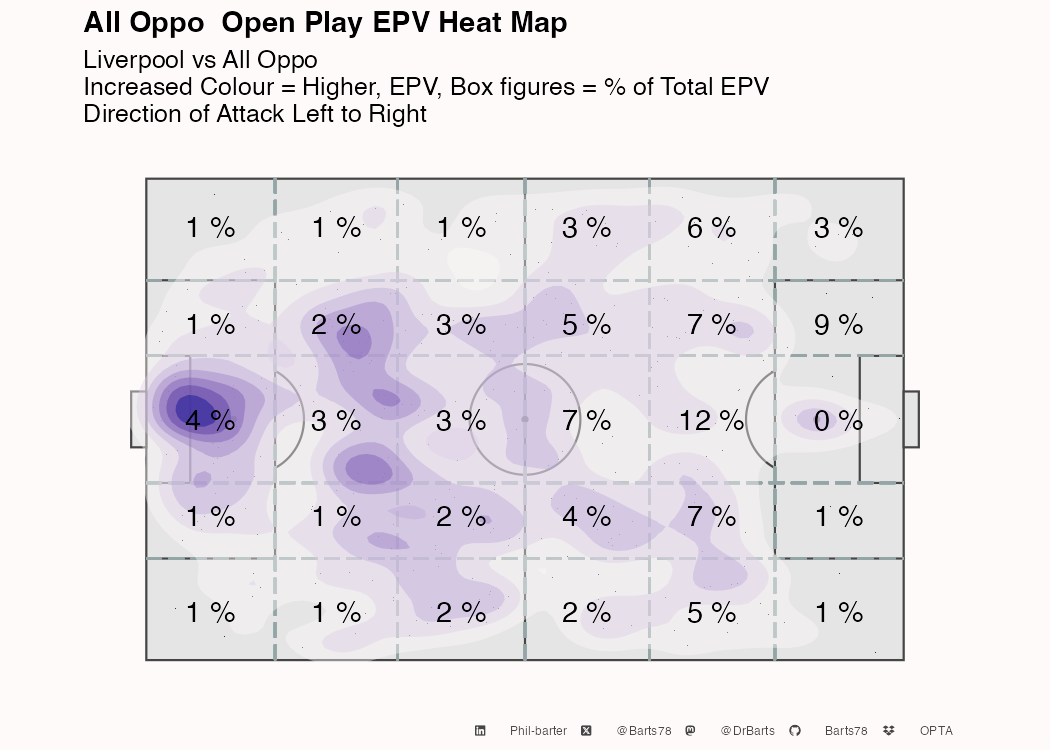 All Oppo  Open Play EPV Heat Map
Liverpool vs All Oppo
Increased Colour = Higher, EPV, Box figures = % of Total EPV
Direction of Attack Left to Right
1 % 1 % 1 % 3 % 6 % 3 %
1 % 2 % 3 % 5 % 7 % 9 %
4 % 3 % 3 % 7 % 12 % 0 %
1 % 1 % 2 % 4 % 7 % 1 %
1 % 1 % 2 % 2 % 5 % 1 %
Phil-barter @Barts78 @DrBarts Barts78 OPTA